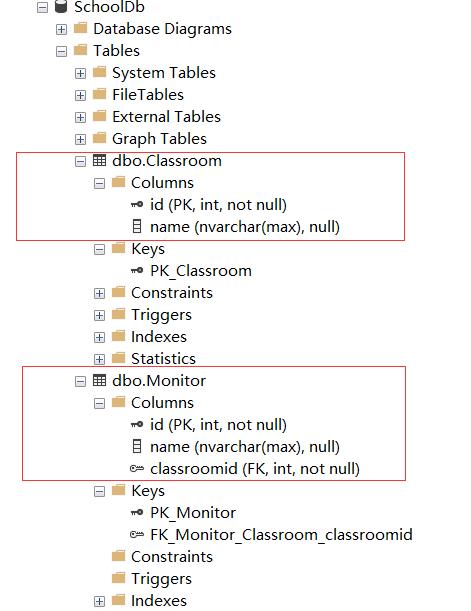 SchoolDb
Database Diagrams
Tables
System Tables
FileTables
External Tables
Graph Tables
dbo.Classroom
Columns
id (PK, int, not null)
name (nvarchar(max), null)
Keys
PK_Classroom
Constraints
Triggers
Indexes
Statistics
dbo.Monitor
Columns
id (PK, int, not null)
name (nvarchar(max), null)
classroomid (FK, int, not null)
Keys
PK_Monitor
FK_Monitor_Classroom_classroomid
Constraints
Triggers
Indexes